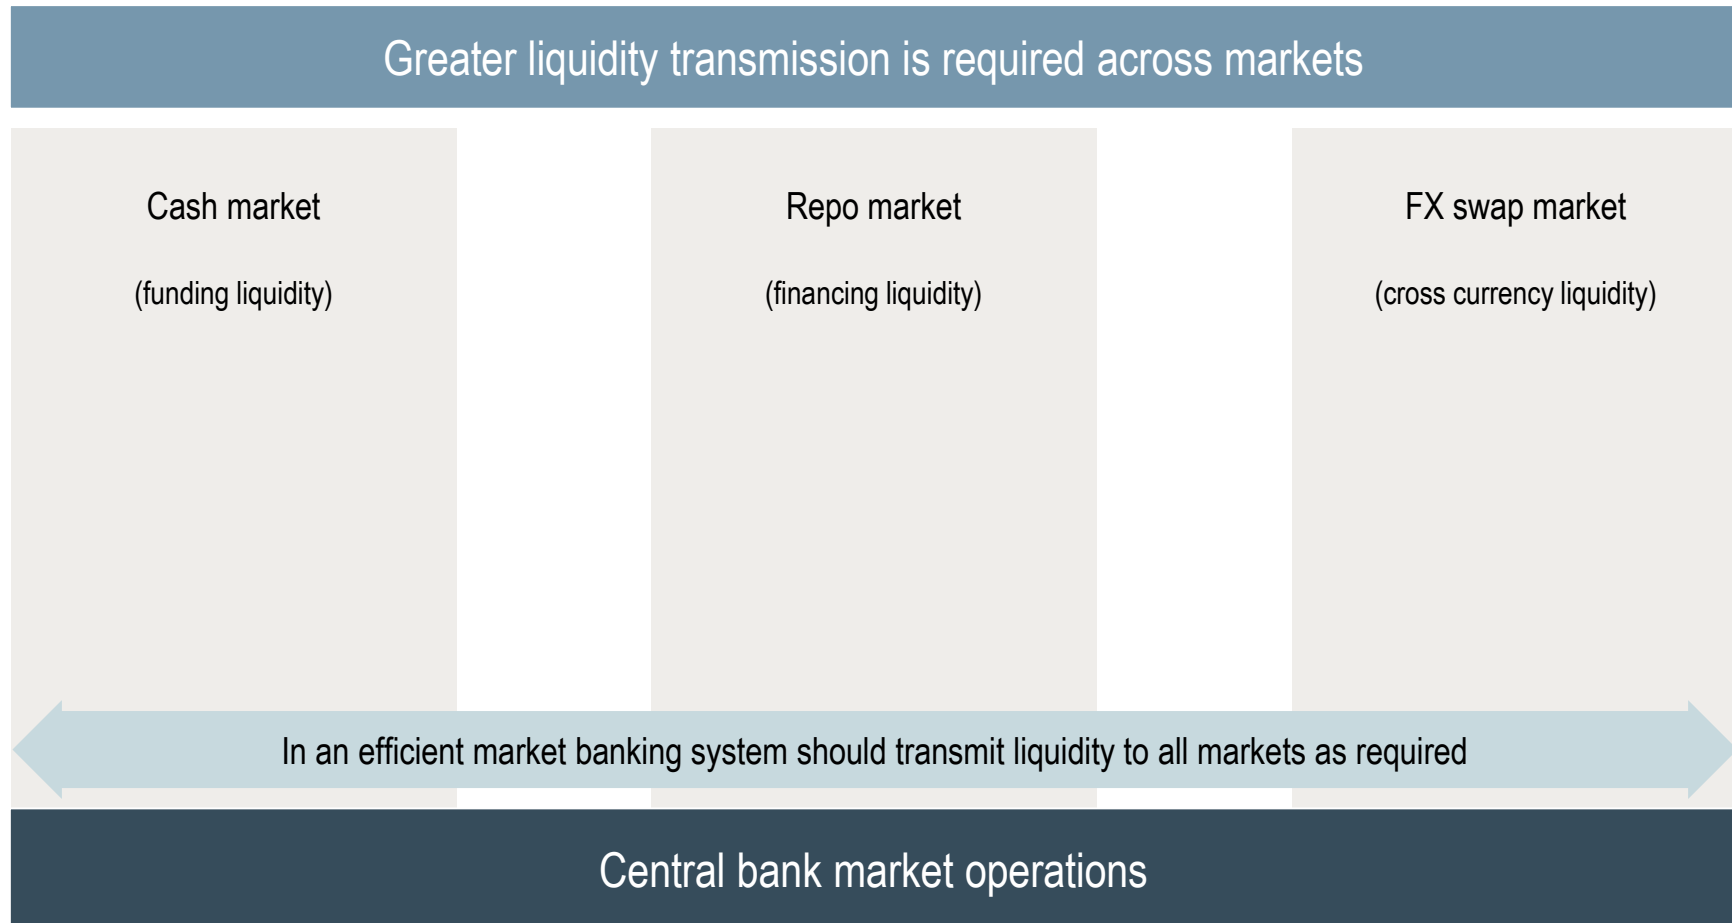 Greater liquidity transmission is required across markets
Cash market
(funding liquidity)
Repo market
(financing liquidity)
FX swap market
(cross currency liquidity)
In an efficient market banking system should transmit liquidity to all markets as required
Central bank market operations